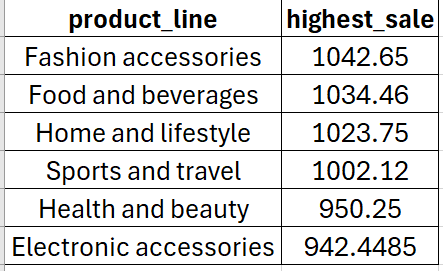 product_line highest_sale
Fashion accessories 1042.65
Food and beverages 1034.46
Home and lifestyle 1023.75
Sports and travel 1002.12
Health and beauty 950.25
Electronic accessories 942.4485